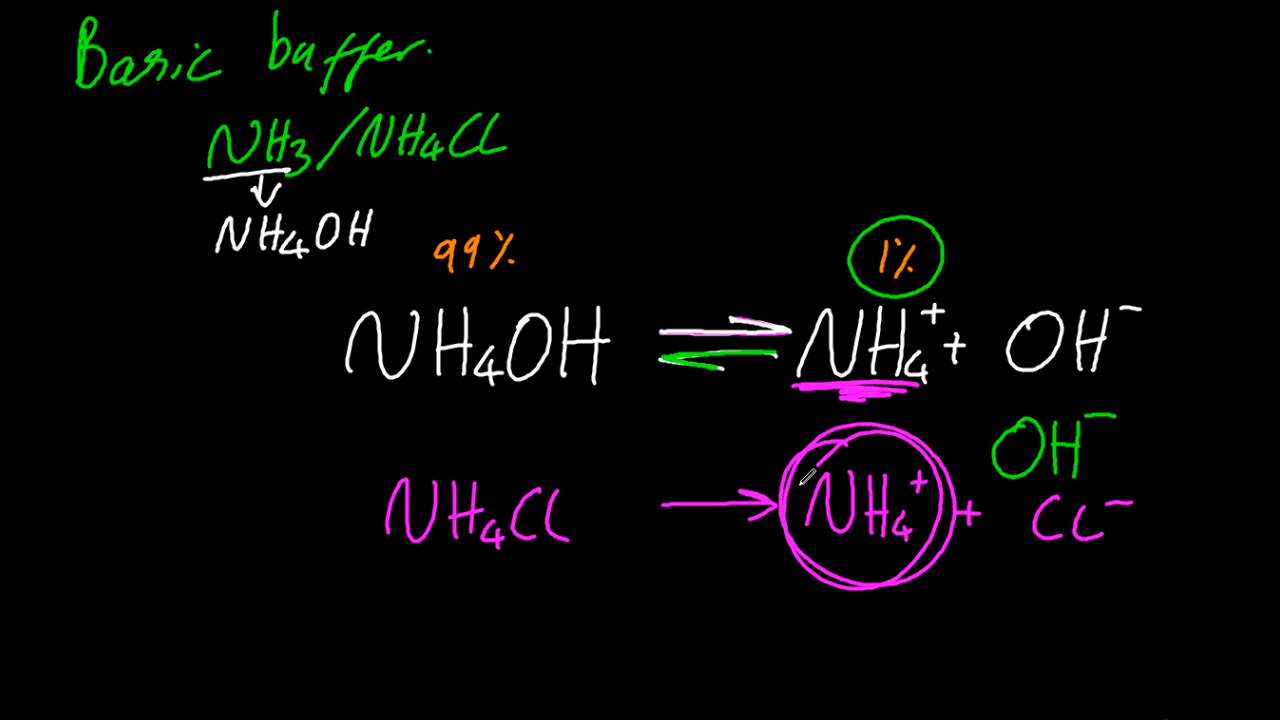 Basic buffer.
NH₃/NH₄Cl
↓
NH₄OH
99% 1%
NH₄OH ⇌ NH₄⁺ + OH⁻
OH⁻
NH₄Cl → NH₄⁺ + Cl⁻